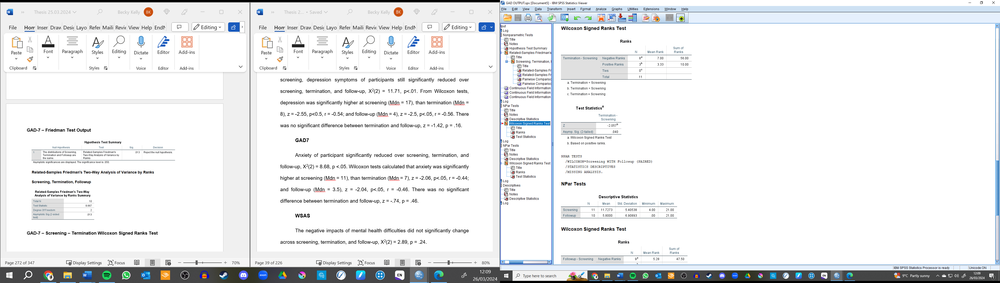 Thesis 25.03.2024
Becky Kelly BK
File Hom Inser Draw Desig Layo Refer Maili Revie View Help EndN
Editing
Paste
Font
Paragraph
Styles
Editing
Dictate
Editor
Add-ins
Clipboard
Styles
Voice
Editor
Add-ins
GAD-7 – Friedman Test Output
Hypothesis Test Summary
Null Hypothesis Test Sig. Decision
1 The distributions of Screening, Termination and Followup are the same. Related-Samples Friedman's Two-Way Analysis of Variance by Ranks .013 Reject the null hypothesis.
Asymptotic significances are displayed. The significance level is .050.
Related-Samples Friedman's Two-Way Analysis of Variance by Ranks
Screening, Termination, Followup
Related-Samples Friedman's Two-Way
Analysis of Variance by Ranks Summary
Total N 10
Test Statistic 8.667
Degree Of Freedom 2
Asymptotic Sig.(2-sided test) .013
GAD-7 – Screening – Termination Wilcoxon Signed Ranks Test
Page 272 of 347
Display Settings
Focus
70%
Thesis 2... • Saved
Becky Kelly BK
File Hom Inser Draw Desig Layo Refer Maili Revie View Help EndN
Editing
Paste
Font
Paragraph
Styles
Editing
Dictate
Editor
Add-ins
Clipboard
Styles
Voice
Editor
Add-ins
screening, depression symptoms of participants still significantly reduced over
screening, termination, and follow-up, X²(2) = 11.71, p<.01. From Wilcoxon tests,
depression was significantly higher at screening (Mdn = 17), than termination (Mdn =
8), z = -2.55, p<0.5, r = -0.54; and follow-up (Mdn = 4), z = -2.5, p<.05, r = -0.56. There
was no significant difference between termination and follow-up, z = -1.42, p = .16.
GAD7
Anxiety of participant significantly reduced over screening, termination, and
follow-up, X²(2) = 8.68, p <.05. Wilcoxon tests calculated that anxiety was significantly
higher at screening (Mdn = 11), than termination (Mdn = 7), z = -2.06, p<.05, r = -0.44;
and follow-up (Mdn = 3.5), z = -2.04, p<.05, r = -0.46. There was no significant
difference between termination and follow-up, z = -.74, p = .46.
WSAS
The negative impacts of mental health difficulties did not significantly change
across screening, termination, and follow-up, X²(2) = 2.89, p = .24.
Page 39 of 226
Display Settings
Focus
80%
zoom
EN
12:09
26/03/2024
GAD OUTPUT.spv [Document5] - IBM SPSS Statistics Viewer
File Edit View Data Transform Insert Format Analyze Graphs Utilities Extensions Window Help
tput
Log
Nonparametric Tests
Title
Notes
Hypothesis Test Summary
Related-Samples Friedman's
Title
Screening, Termination,
Title
Related-Samples Fr
Related-Samples Fr
Pairwise Comparisc
Pairwise Comparisc
Continuous Field Information
Continuous Field Information
Continuous Field Information
Log
NPar Tests
Title
Notes
Descriptive Statistics
Wilcoxon Signed Ranks Test
Title
Ranks
Test Statistics
Log
NPar Tests
Title
Notes
Descriptive Statistics
Wilcoxon Signed Ranks Test
Title
Ranks
Test Statistics
Log
Descriptives
Title
Notes
Descriptive Statistics
Log
Wilcoxon Signed Ranks Test
Ranks
N Mean Rank Sum of Ranks
Termination - Screening Negative Ranks 8a 7.00 56.00
Positive Ranks 3b 3.33 10.00
Ties 0c
Total 11
a. Termination < Screening
b. Termination > Screening
c. Termination = Screening
Test Statisticsa
Termination - Screening
Z -2.057b
Asymp. Sig. (2-tailed) .040
a. Wilcoxon Signed Ranks Test
b. Based on positive ranks.
NPAR TESTS
/WILCOXON=Screening WITH Followup (PAIRED)
/STATISTICS DESCRIPTIVES
/MISSING ANALYSIS.
NPar Tests
Descriptive Statistics
N Mean Std. Deviation Minimum Maximum
Screening 11 11.7273 5.40538 4.00 21.00
Followup 10 5.8000 6.90893 .00 21.00
Wilcoxon Signed Ranks Test
Ranks
N Mean Rank Sum of Ranks
Followup - Screening Negative Ranks 9a 5.28 47.50
IBM SPSS Statistics Processor is ready
Unicode:ON
Type here to search
zoom
EN
9°C Partly sunny
12:09
26/03/2024